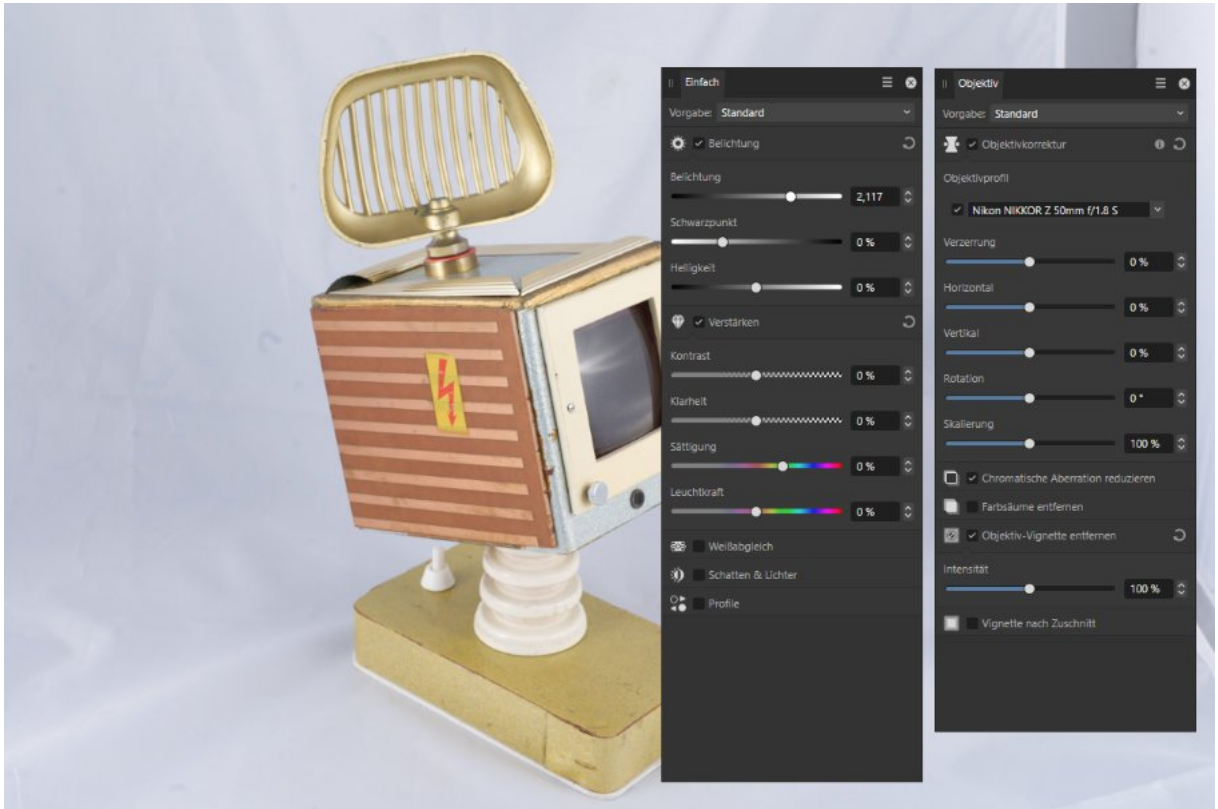 Einfach
Vorgabe: Standard
Belichtung
Belichtung
2,117
Schwarzpunkt
0 %
Helligkeit
0 %
Verstärken
Kontrast
0 %
Klarheit
0 %
Sättigung
0 %
Leuchtkraft
0 %
Weißabgleich
Schatten & Lichter
Profile
Objektiv
Vorgabe: Standard
Objektivkorrektur
Objektivprofil
Nikon NIKKOR Z 50mm f/1.8 S
Verzerrung
0 %
Horizontal
0 %
Vertikal
0 %
Rotation
0 °
Skalierung
100 %
Chromatische Aberration reduzieren
Farbsäume entfernen
Objektiv-Vignette entfernen
Intensität
100 %
Vignette nach Zuschnitt